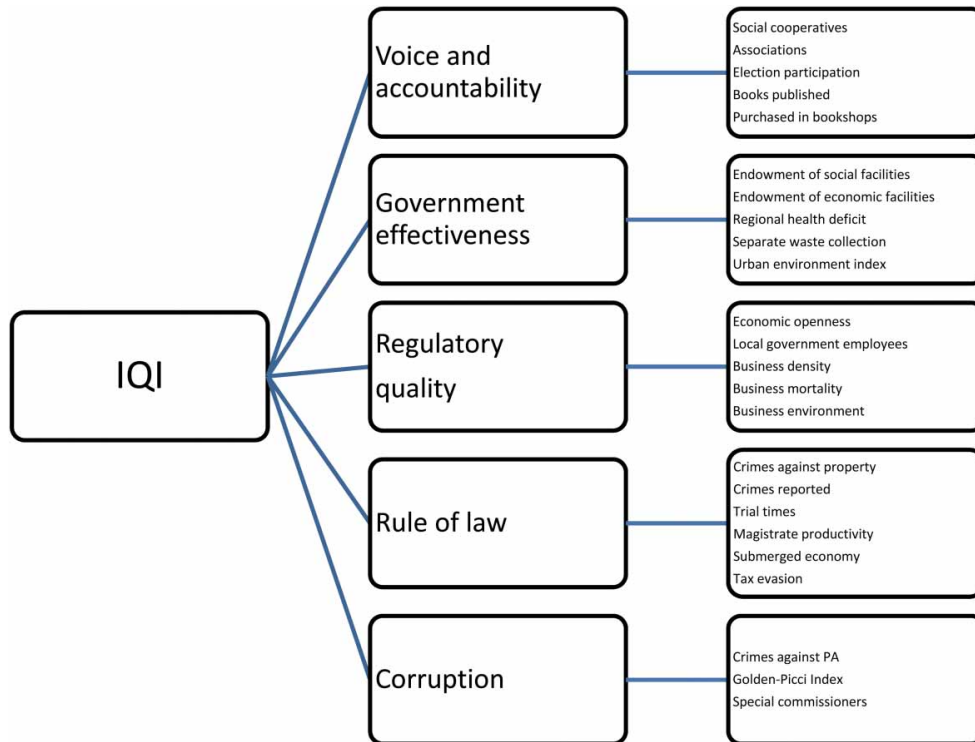 IQI
Voice and
accountability
Social cooperatives
Associations
Election participation
Books published
Purchased in bookshops
Government
effectiveness
Endowment of social facilities
Endowment of economic facilities
Regional health deficit
Separate waste collection
Urban environment index
Regulatory
quality
Economic openness
Local government employees
Business density
Business mortality
Business environment
Rule of law
Crimes against property
Crimes reported
Trial times
Magistrate productivity
Submerged economy
Tax evasion
Corruption
Crimes against PA
Golden-Picci Index
Special commissioners